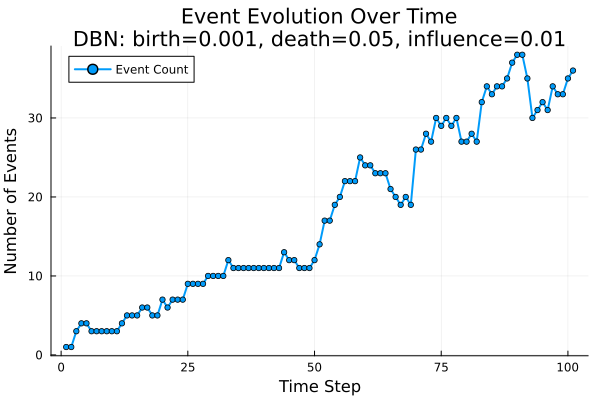 Event Evolution Over Time
DBN: birth=0.001, death=0.05, influence=0.01
Event Count
Number of Events
30
20
10
0
0 25 50 75 100
Time Step